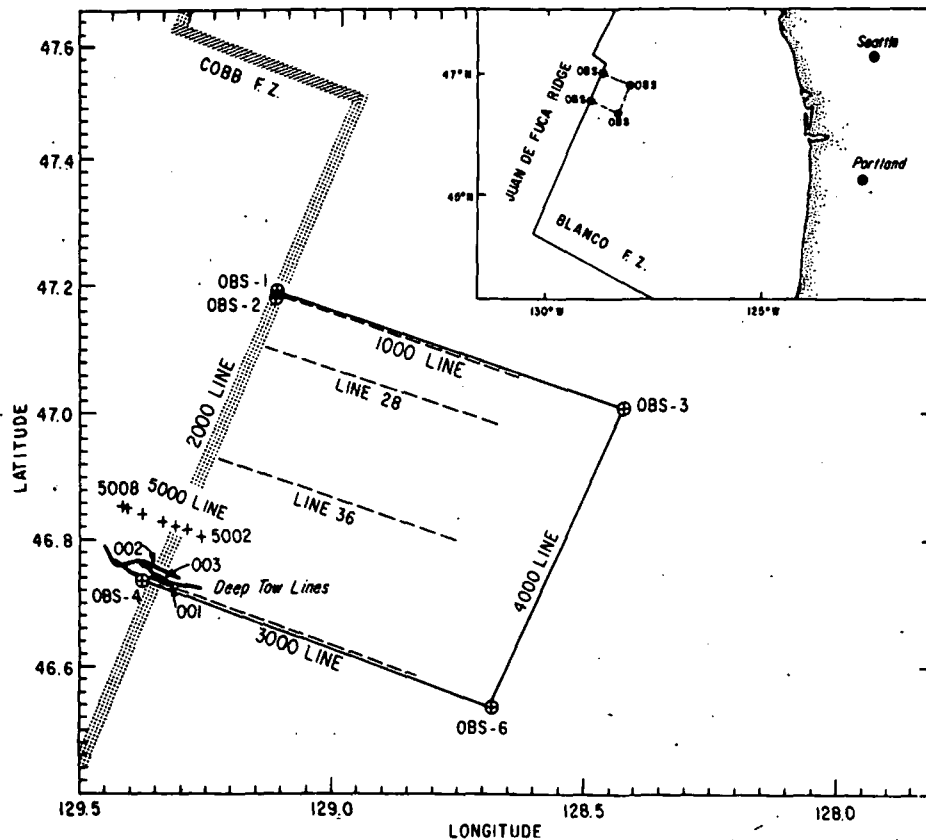 47.6
47.4
47.2
47.0
46.8
46.6
LATITUDE
129.5
129.0
128.5
128.0
LONGITUDE
COBB F.Z.
OBS-1
OBS-2
1000 LINE
LINE 28
2000 LINE
OBS-3
LINE 36
5008
5000 LINE
5002
002
003
Deep Tow Lines
OBS-4
001
3000 LINE
4000 LINE
OBS-6
47°N
46°N
130°W
125°W
JUAN DE FUCA RIDGE
OBS
OBS
OBS
OBS
BLANCO F.Z.
Seattle
Portland